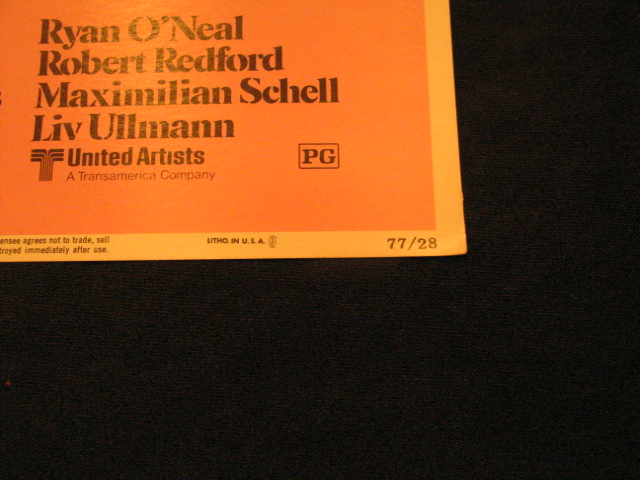 Ryan O'Neal
Robert Redford
Maximilian Schell
Liv Ullmann
United Artists
A Transamerica Company
PG
ensee agrees not to trade, sell
troyed immediately after use.
LITHO. IN U. S. A.
77/28